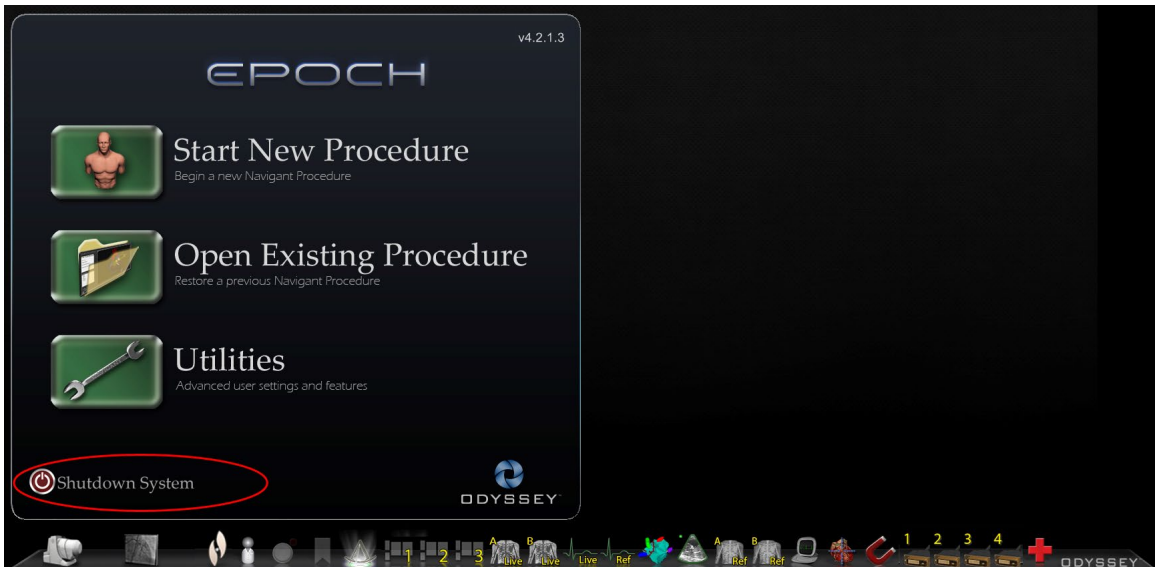 v4.2.1.3
EPOCH
Start New Procedure
Begin a new Navigant Procedure
Open Existing Procedure
Restore a previous Navigant Procedure
Utilities
Advanced user settings and features
Shutdown System
ODYSSEY
1 2 3 A Live B Live Live Ref A Ref B Ref 1 2 3 4 ODYSSEY